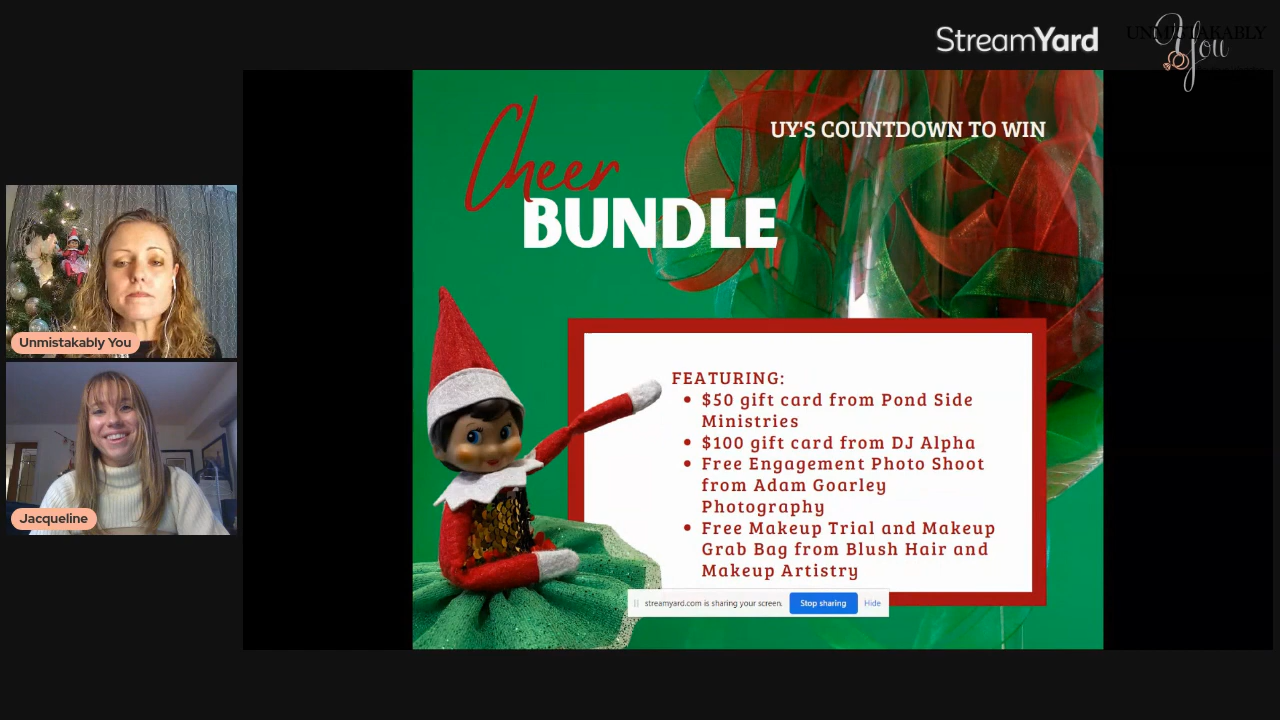 StreamYard
UNMISTAKABLY
You
UY'S COUNTDOWN TO WIN
Cheer
BUNDLE
FEATURING:
• $50 gift card from Pond Side
Ministries
• $100 gift card from DJ Alpha
• Free Engagement Photo Shoot
from Adam Goarley
Photography
• Free Makeup Trial and Makeup
Grab Bag from Blush Hair and
Makeup Artistry
streamyard.com is sharing your screen.
Stop sharing
Hide
Unmistakably You
Jacqueline